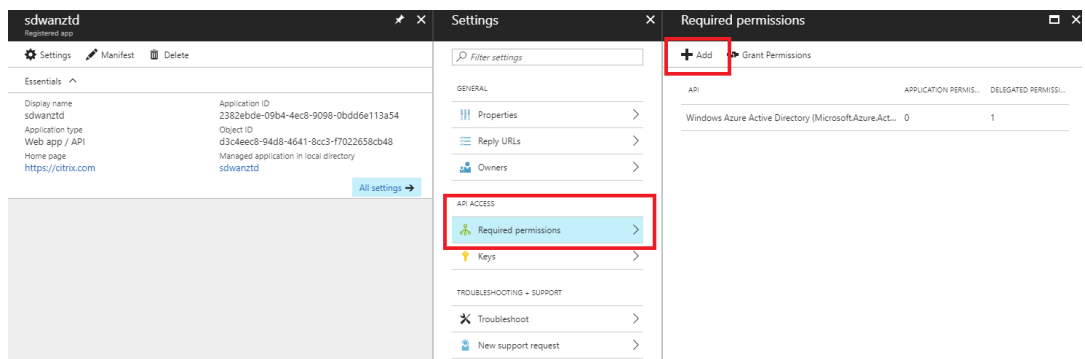 sdwanztd
Registered app
Settings Manifest Delete
Essentials
Display name
sdwanztd
Application type
Web app / API
Home page
https://citrix.com
Application ID
2382ebde-09b4-4ec8-9098-0bdd6e113a54
Object ID
d3c4eec8-94d8-4641-8cc3-f7022658cb48
Managed application in local directory
sdwanztd
All settings
Settings
Filter settings
GENERAL
Properties
Reply URLs
Owners
API ACCESS
Required permissions
Keys
TROUBLESHOOTING + SUPPORT
Troubleshoot
New support request
Required permissions
Add Grant Permissions
API APPLICATION PERMIS... DELEGATED PERMISSI...
Windows Azure Active Directory (Microsoft.Azure.Act... 0 1